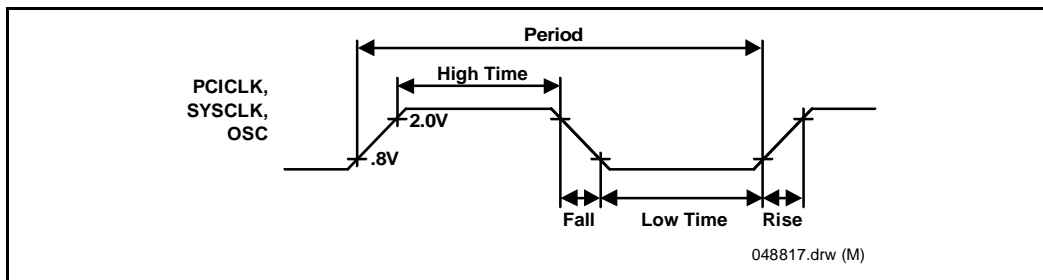 Period
High Time
PCICLK,
SYSCLK,
OSC
2.0V
.8V
Fall
Low Time
Rise
048817.drw (M)